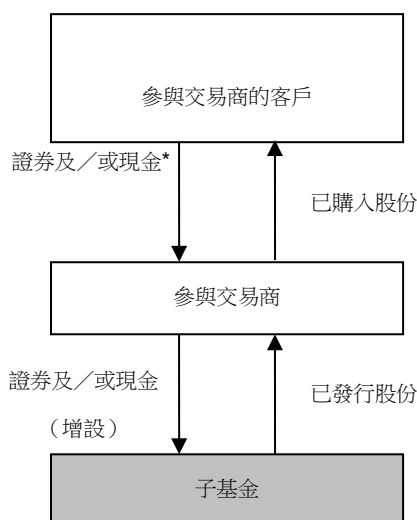 參與交易商的客戶
證券及／或現金*
已購入股份
參與交易商
證券及／或現金
（增設）
已發行股份
子基金